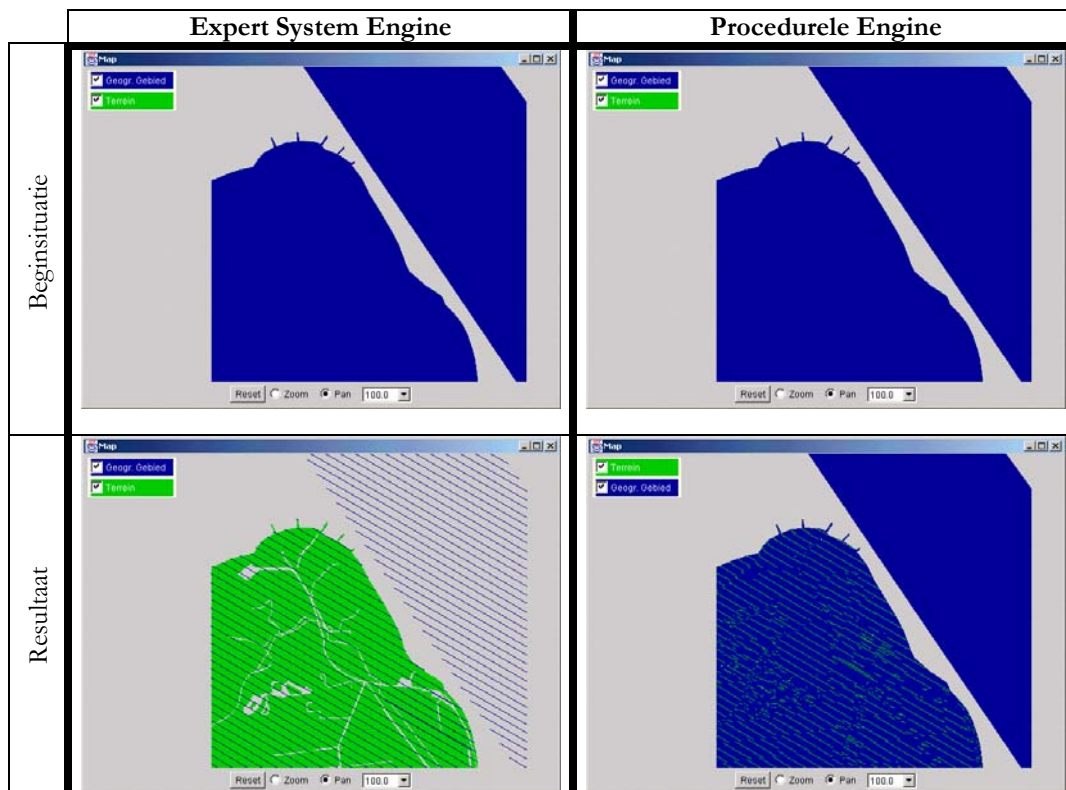 Expert System Engine
Procedurele Engine
Beginsituatie
Map
Geogr. Gebied
Terrein
Reset Zoom Pan 100.0
Map
Geogr. Gebied
Terrein
Reset Zoom Pan 100.0
Resultaat
Map
Geogr. Gebied
Terrein
Reset Zoom Pan 100.0
Map
Terrein
Geogr. Gebied
Reset Zoom Pan 100.0